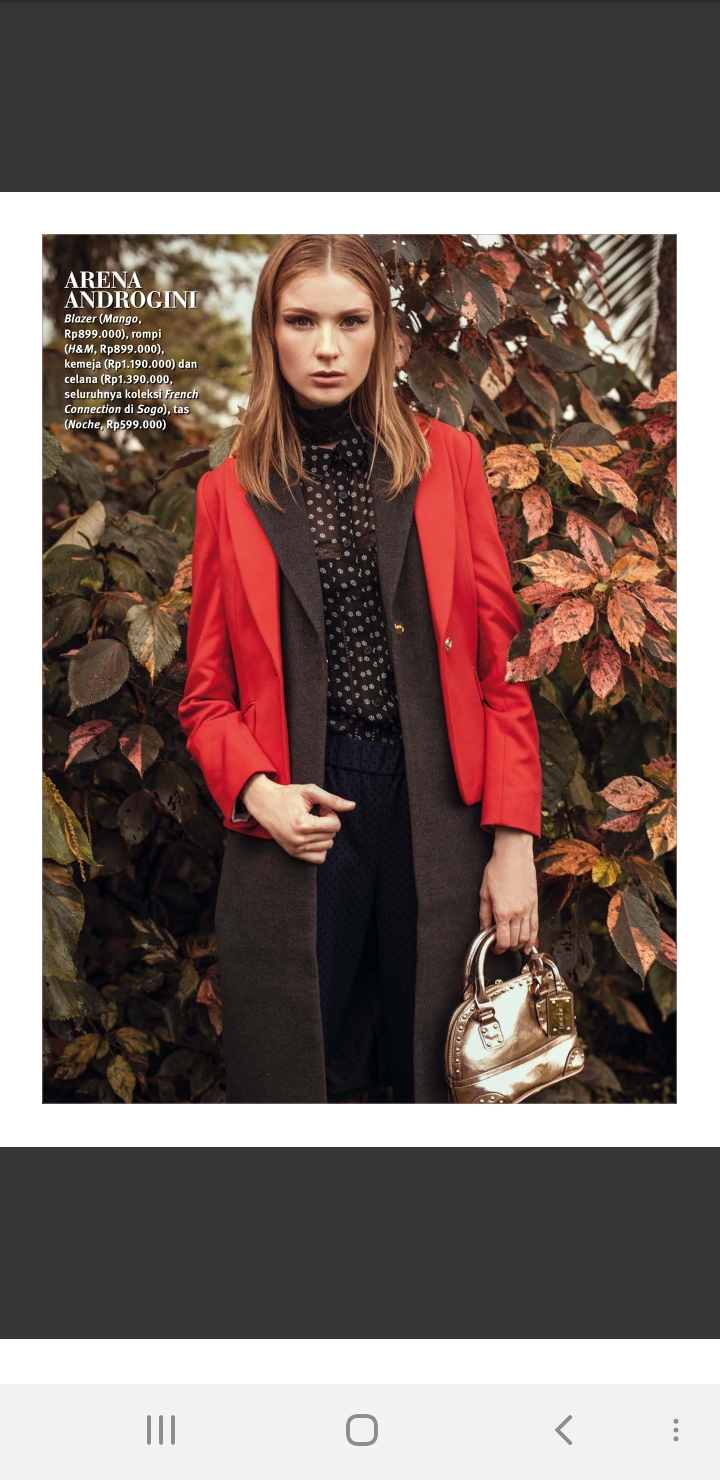 ARENA
ANDROGINI
Blazer (Mango,
Rp899.000), rompi
(H&M, Rp899.000),
kemeja (Rp1.190.000) dan
celana (Rp1.390.000,
seluruhnya koleksi French
Connection di Sogo), tas
(Noche, Rp599.000)